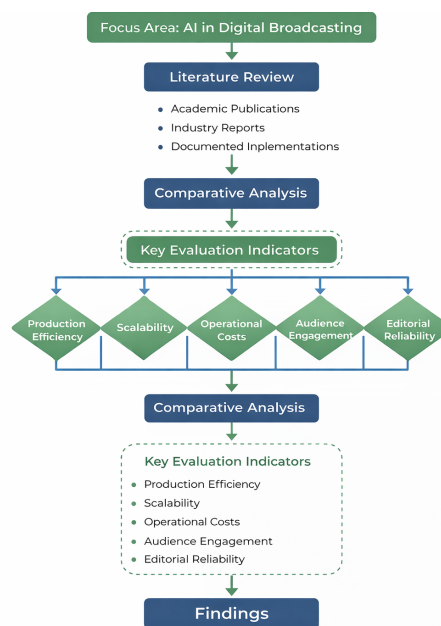 Focus Area: AI in Digital Broadcasting
Literature Review
• Academic Publications
• Industry Reports
• Documented Inplementations
Comparative Analysis
Key Evaluation Indicators
Production
Efficiency
Scalability
Operational
Costs
Audience
Engagement
Editorial
Reliability
Comparative Analysis
Key Evaluation Indicators
• Production Efficiency
• Scalability
• Operational Costs
• Audience Engagement
• Editorial Reliability
Findings